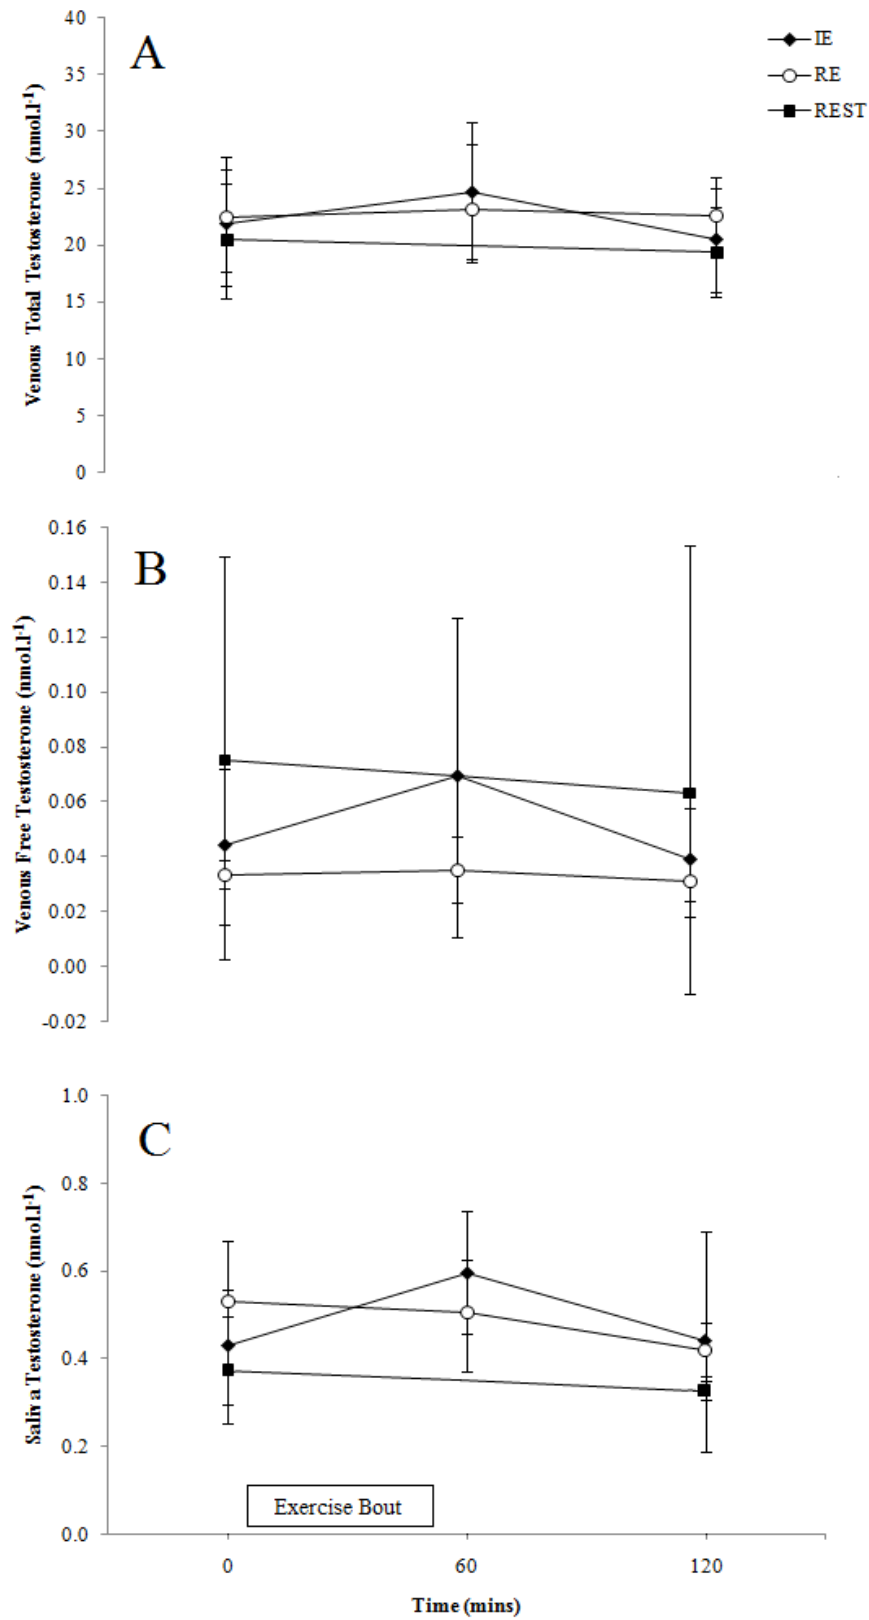 A
IE
RE
REST
40
35
30
25
20
15
10
5
0
Venous Total Testosterone (nmol.l-1)
B
0.16
0.14
0.12
0.10
0.08
0.06
0.04
0.02
0.00
-0.02
Venous Free Testosterone (nmol.l-1)
C
1.0
0.8
0.6
0.4
0.2
0.0
Saliva Testosterone (nmol.l-1)
Exercise Bout
0 60 120
Time (mins)